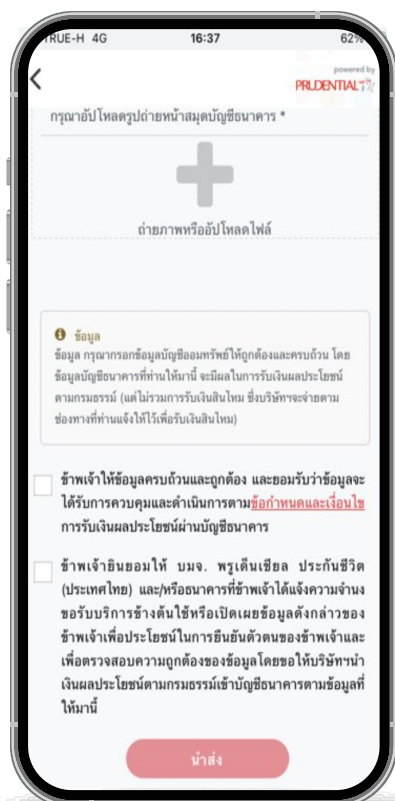 TRUE-H 4G 16:37 62%
powered by
PRUDENTIAL
กรุณาอัปโหลดรูปถ่ายหน้าสมุดบัญชีธนาคาร *
ถ่ายภาพหรืออัปโหลดไฟล์
ข้อมูล
ข้อมูล กรุณากรอกข้อมูลบัญชีออมทรัพย์ให้ถูกต้องและครบถ้วน โดย
ข้อมูลบัญชีธนาคารที่ท่านให้มานี้ จะมีผลในการรับเงินผลประโยชน์
ตามกรมธรรม์ (แต่ไม่รวมการรับเงินสินไหม ซึ่งบริษัทฯจะจ่ายตาม
ช่องทางที่ท่านแจ้งให้ไว้เพื่อรับเงินสินไหม)
ข้าพเจ้าให้ข้อมูลครบถ้วนและถูกต้อง และยอมรับว่าข้อมูลจะ
ได้รับการควบคุมและดำเนินการตามข้อกำหนดและเงื่อนไข
การรับเงินผลประโยชน์ผ่านบัญชีธนาคาร
ข้าพเจ้ายินยอมให้ บมจ. พรูเด็นเชียล ประกันชีวิต
(ประเทศไทย) และ/หรือธนาคารที่ข้าพเจ้าได้แจ้งความจำนง
ขอรับบริการข้างต้นใช้หรือเปิดเผยข้อมูลดังกล่าวของ
ข้าพเจ้าเพื่อประโยชน์ในการยืนยันตัวตนของข้าพเจ้าและ
เพื่อตรวจสอบความถูกต้องของข้อมูลโดยขอให้บริษัทฯนำ
เงินผลประโยชน์ตามกรมธรรม์เข้าบัญชีธนาคารตามข้อมูลที่
ให้มานี้
นำส่ง